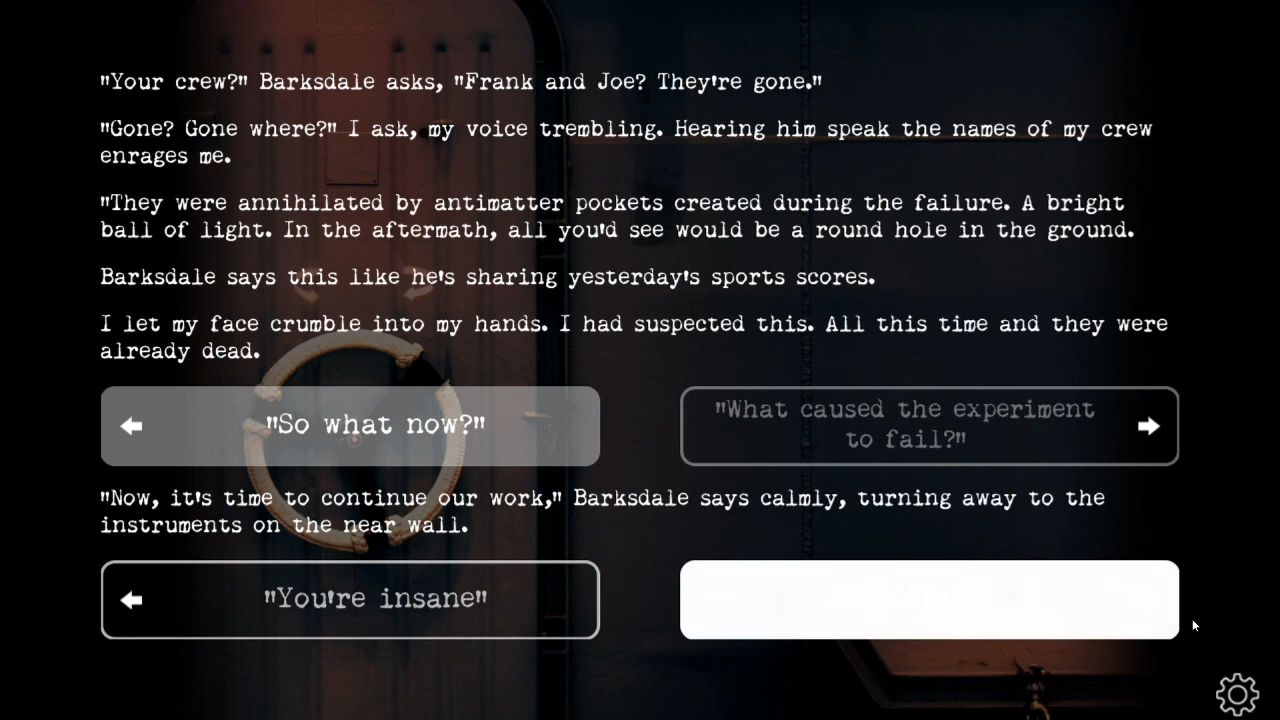 "Your crew?" Barksdale asks, "Frank and Joe? They're gone."
"Gone? Gone where?" I ask, my voice trembling. Hearing him speak the names of my crew
enrages me.
"They were annihilated by antimatter pockets created during the failure. A bright
ball of light. In the aftermath, all you'd see would be a round hole in the ground.
Barksdale says this like he's sharing yesterday's sports scores.
I let my face crumble into my hands. I had suspected this. All this time and they were
already dead.
"So what now?"
"What caused the experiment
to fail?"
"Now, it's time to continue our work," Barksdale says calmly, turning away to the
instruments on the near wall.
"You're insane"